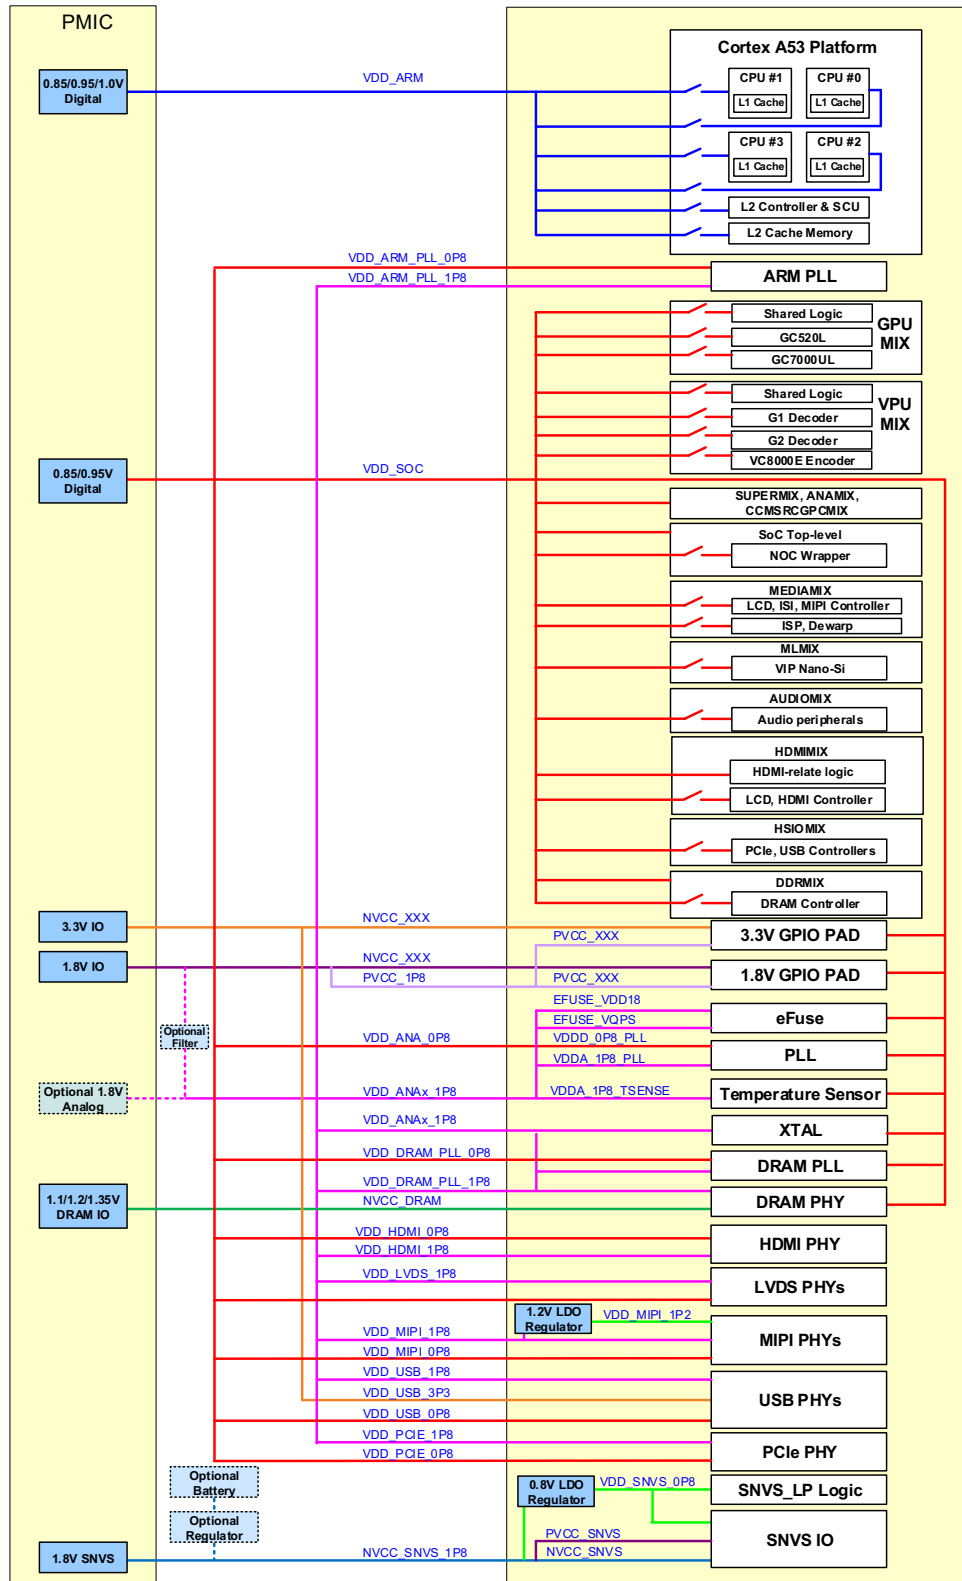 PMIC
Cortex A53 Platform
0.85/0.95/1.0V
Digital
VDD_ARM
CPU #1
L1 Cache
CPU #0
L1 Cache
CPU #3
L1 Cache
CPU #2
L1 Cache
L2 Controller & SCU
L2 Cache Memory
VDD_ARM_PLL_0P8
VDD_ARM_PLL_1P8
ARM PLL
Shared Logic
GC520L
GC7000UL
GPU
MIX
Shared Logic
G1 Decoder
G2 Decoder
VC8000E Encoder
VPU
MIX
0.85/0.95V
Digital
VDD_SOC
SUPERMIX, ANAMIX,
CCMSRCGPCMIX
SoC Top-level
NOC Wrapper
MEDIAMIX
LCD, ISI, MIPI Controller
ISP, Dewarp
MLMIX
VIP Nano-Si
AUDIOMIX
Audio peripherals
HDMIMIX
HDMI-relate logic
LCD, HDMI Controller
HSIOMIX
PCIe, USB Controllers
DDRMIX
DRAM Controller
3.3V IO
NVCC_XXX
PVCC_XXX
3.3V GPIO PAD
1.8V IO
NVCC_XXX
PVCC_1P8
PVCC_XXX
1.8V GPIO PAD
EFUSE_VDD18
EFUSE_VQPS
eFuse
Optional
Filter
VDD_ANA_0P8
VDDD_0P8_PLL
VDDA_1P8_PLL
PLL
Optional 1.8V
Analog
VDD_ANAx_1P8
VDDA_1P8_TSENSE
Temperature Sensor
VDD_ANAx_1P8
XTAL
VDD_DRAM_PLL_0P8
DRAM PLL
VDD_DRAM_PLL_1P8
1.1/1.2/1.35V
DRAM IO
NVCC_DRAM
DRAM PHY
VDD_HDMI_0P8
VDD_HDMI_1P8
HDMI PHY
VDD_LVDS_1P8
LVDS PHYs
1.2V LDO
Regulator
VDD_MIPI_1P2
VDD_MIPI_1P8
VDD_MIPI_0P8
MIPI PHYs
VDD_USB_1P8
VDD_USB_3P3
VDD_USB_0P8
USB PHYs
VDD_PCIE_1P8
VDD_PCIE_0P8
PCIe PHY
Optional
Battery
Optional
Regulator
0.8V LDO
Regulator
VDD_SNVS_0P8
SNVS_LP Logic
PVCC_SNVS
SNVS IO
1.8V SNVS
NVCC_SNVS_1P8
NVCC_SNVS